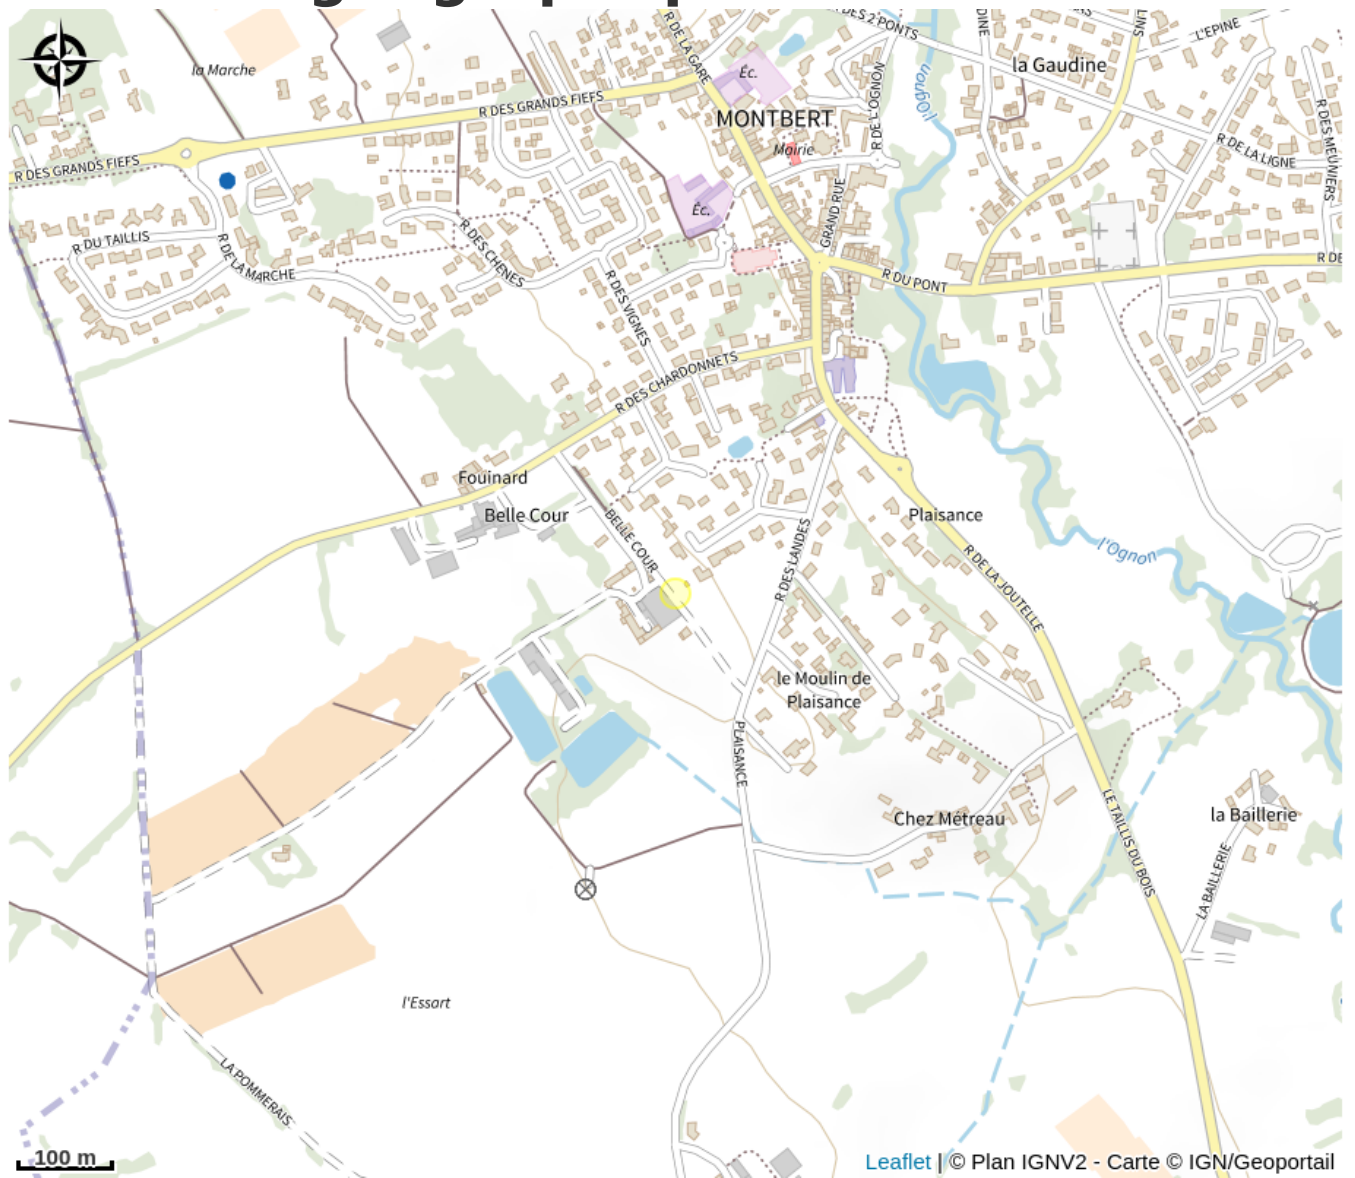 R DE LA GARE
R DES 2 PONTS
L'EPINE
la Marche
Éc.
la Gaudine
R DES GRANDS FIEFS
MONTBERT
l'Ognon
R DE L'OGNON
R DES MEUNIERS
Mairie
R DE LA LIGNE
R DES GRANDS FIEFS
Éc.
GRAND RUE
R DU TAILLIS
R DE LA MARCHE
R DES CHENES
R DES VIGNES
R DU PONT
R DES CHARDONNETS
Fouinard
Belle Cour
Plaisance
BELLE COUR
R DES LANDES
R DE LA JOUTELLE
l'Ognon
le Moulin de
Plaisance
PLAISANCE
Chez Métreau
LE TAILLIS DU BOIS
la Baillerie
LA BAILLERIE
l'Essart
LA POMMERAIS
100 m
Leaflet | © Plan IGNV2 - Carte © IGN/Geoportail